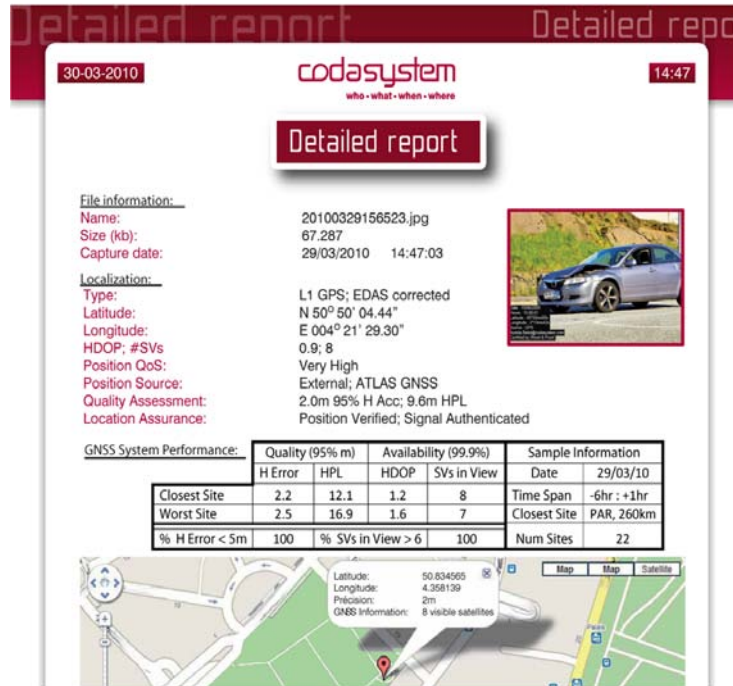 Detailed report
Detailed repo
30-03-2010
codasystem
14:47
who - what - when - where
Detailed report
File information:
Name: 20100329156523.jpg
Size (kb): 67.287
Capture date: 29/03/2010 14:47:03
Localization:
Type: L1 GPS; EDAS corrected
Latitude: N 50° 50' 04.44"
Longitude: E 004° 21' 29.30"
HDOP; #SVs 0.9; 8
Position QoS: Very High
Position Source: External; ATLAS GNSS
Quality Assessment: 2.0m 95% H Acc; 9.6m HPL
Location Assurance: Position Verified; Signal Authenticated
GNSS System Performance: Quality (95% m) Availability (99.9%) Sample Information
H Error HPL HDOP SVs in View Date 29/03/10
Closest Site 2.2 12.1 1.2 8 Time Span -6hr : +1hr
Worst Site 2.5 16.9 1.6 7 Closest Site PAR, 260km
% H Error < 5m 100 % SVs in View > 6 100 Num Sites 22
Latitude: 50.834565
Longitude: 4.358139
Précision: 2m
GNSS Information: 8 visible satellites
Map Map Satellite